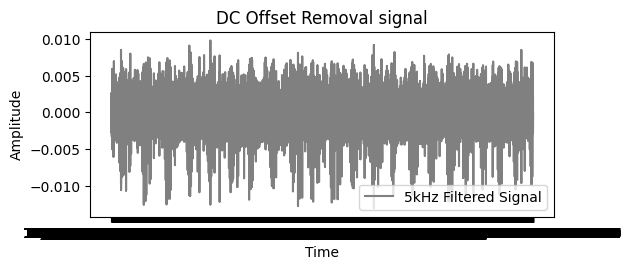 DC Offset Removal signal
0.010
0.005
0.000
−0.005
−0.010
Amplitude
5kHz Filtered Signal
Time